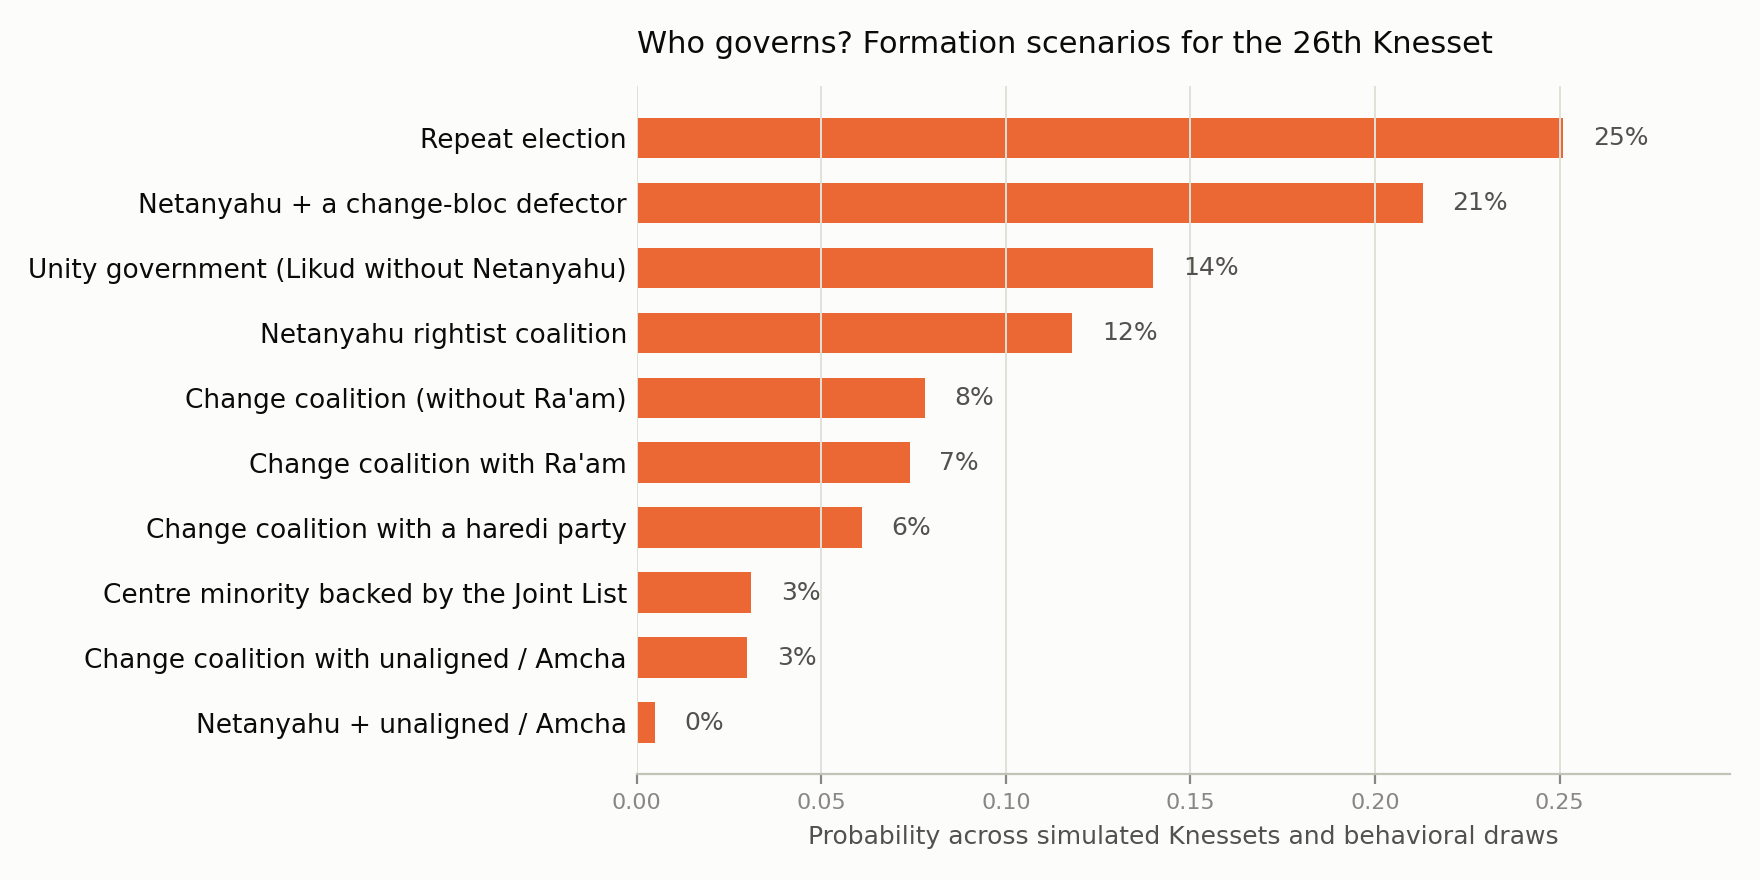 Who governs? Formation scenarios for the 26th Knesset
Repeat election 25%
Netanyahu + a change-bloc defector 21%
Unity government (Likud without Netanyahu) 14%
Netanyahu rightist coalition 12%
Change coalition (without Ra'am) 8%
Change coalition with Ra'am 7%
Change coalition with a haredi party 6%
Centre minority backed by the Joint List 3%
Change coalition with unaligned / Amcha 3%
Netanyahu + unaligned / Amcha 0%
0.00 0.05 0.10 0.15 0.20 0.25
Probability across simulated Knessets and behavioral draws